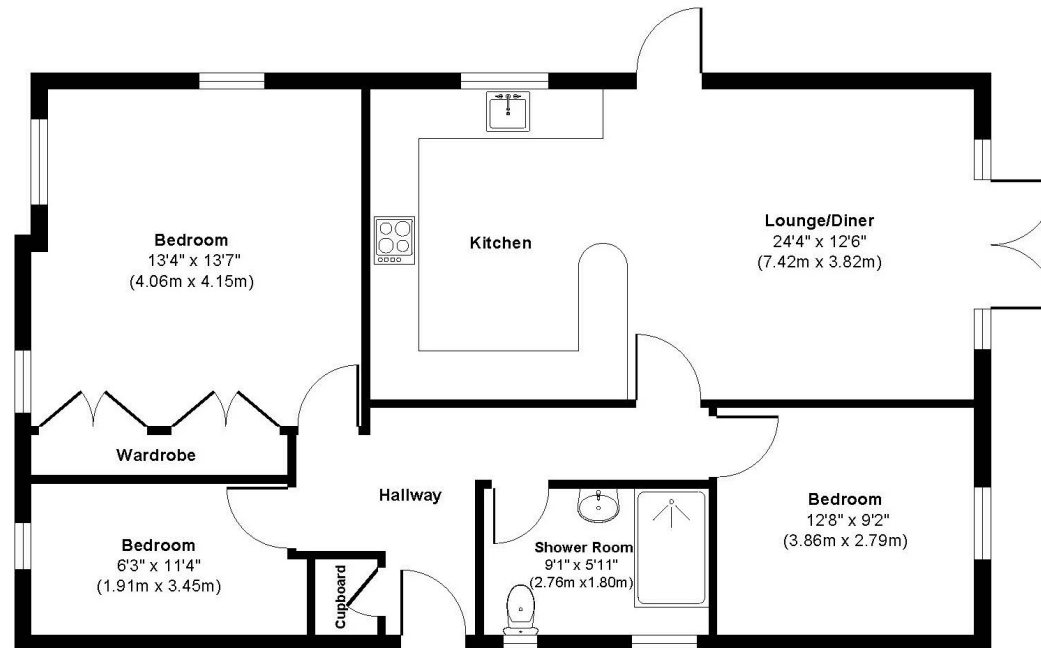 Bedroom
13'4" x 13'7"
(4.06m x 4.15m)
Kitchen
Lounge/Diner
24'4" x 12'6"
(7.42m x 3.82m)
Wardrobe
Hallway
Bedroom
6'3" x 11'4"
(1.91m x 3.45m)
Cupboard
Shower Room
9'1" x 5'11"
(2.76m x1.80m)
Bedroom
12'8" x 9'2"
(3.86m x 2.79m)